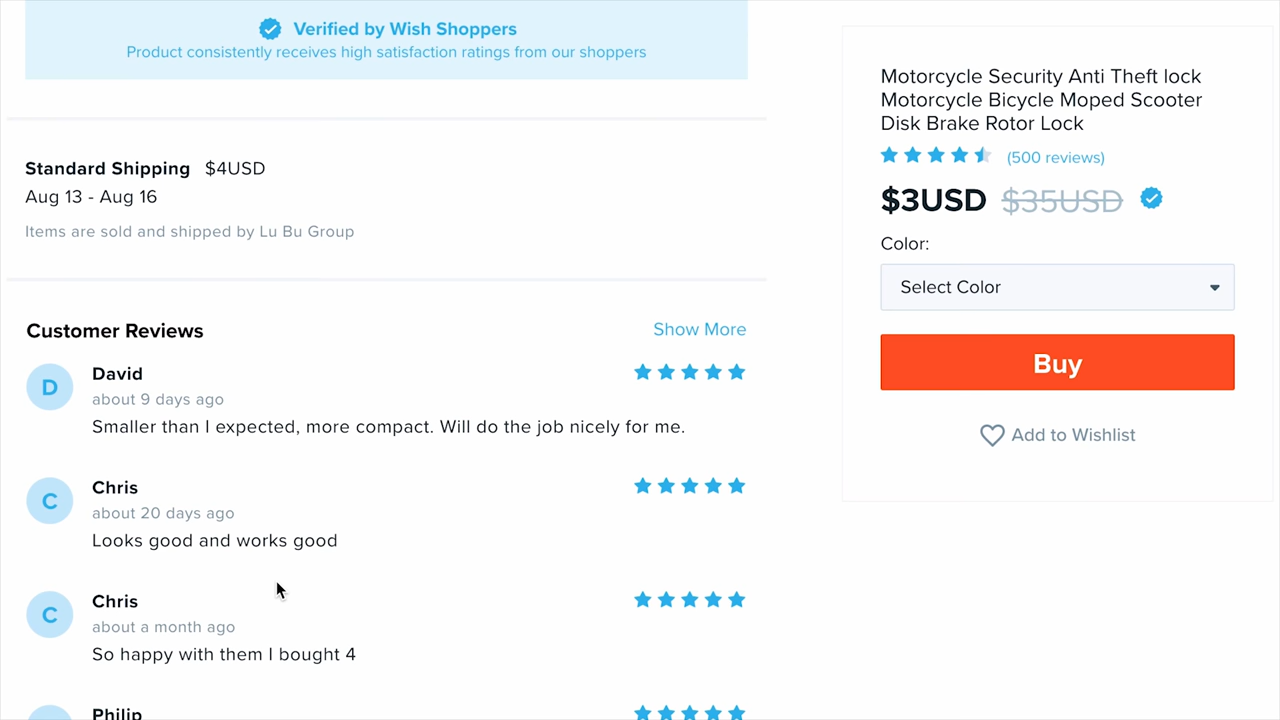 Verified by Wish Shoppers
Product consistently receives high satisfaction ratings from our shoppers
Standard Shipping $4USD
Aug 13 - Aug 16
Items are sold and shipped by Lu Bu Group
Customer Reviews
Show More
D
David
about 9 days ago
Smaller than I expected, more compact. Will do the job nicely for me.
C
Chris
about 20 days ago
Looks good and works good
C
Chris
about a month ago
So happy with them I bought 4
Philip
Motorcycle Security Anti Theft lock
Motorcycle Bicycle Moped Scooter
Disk Brake Rotor Lock
(500 reviews)
$3USD $35USD
Color:
Select Color
Buy
Add to Wishlist